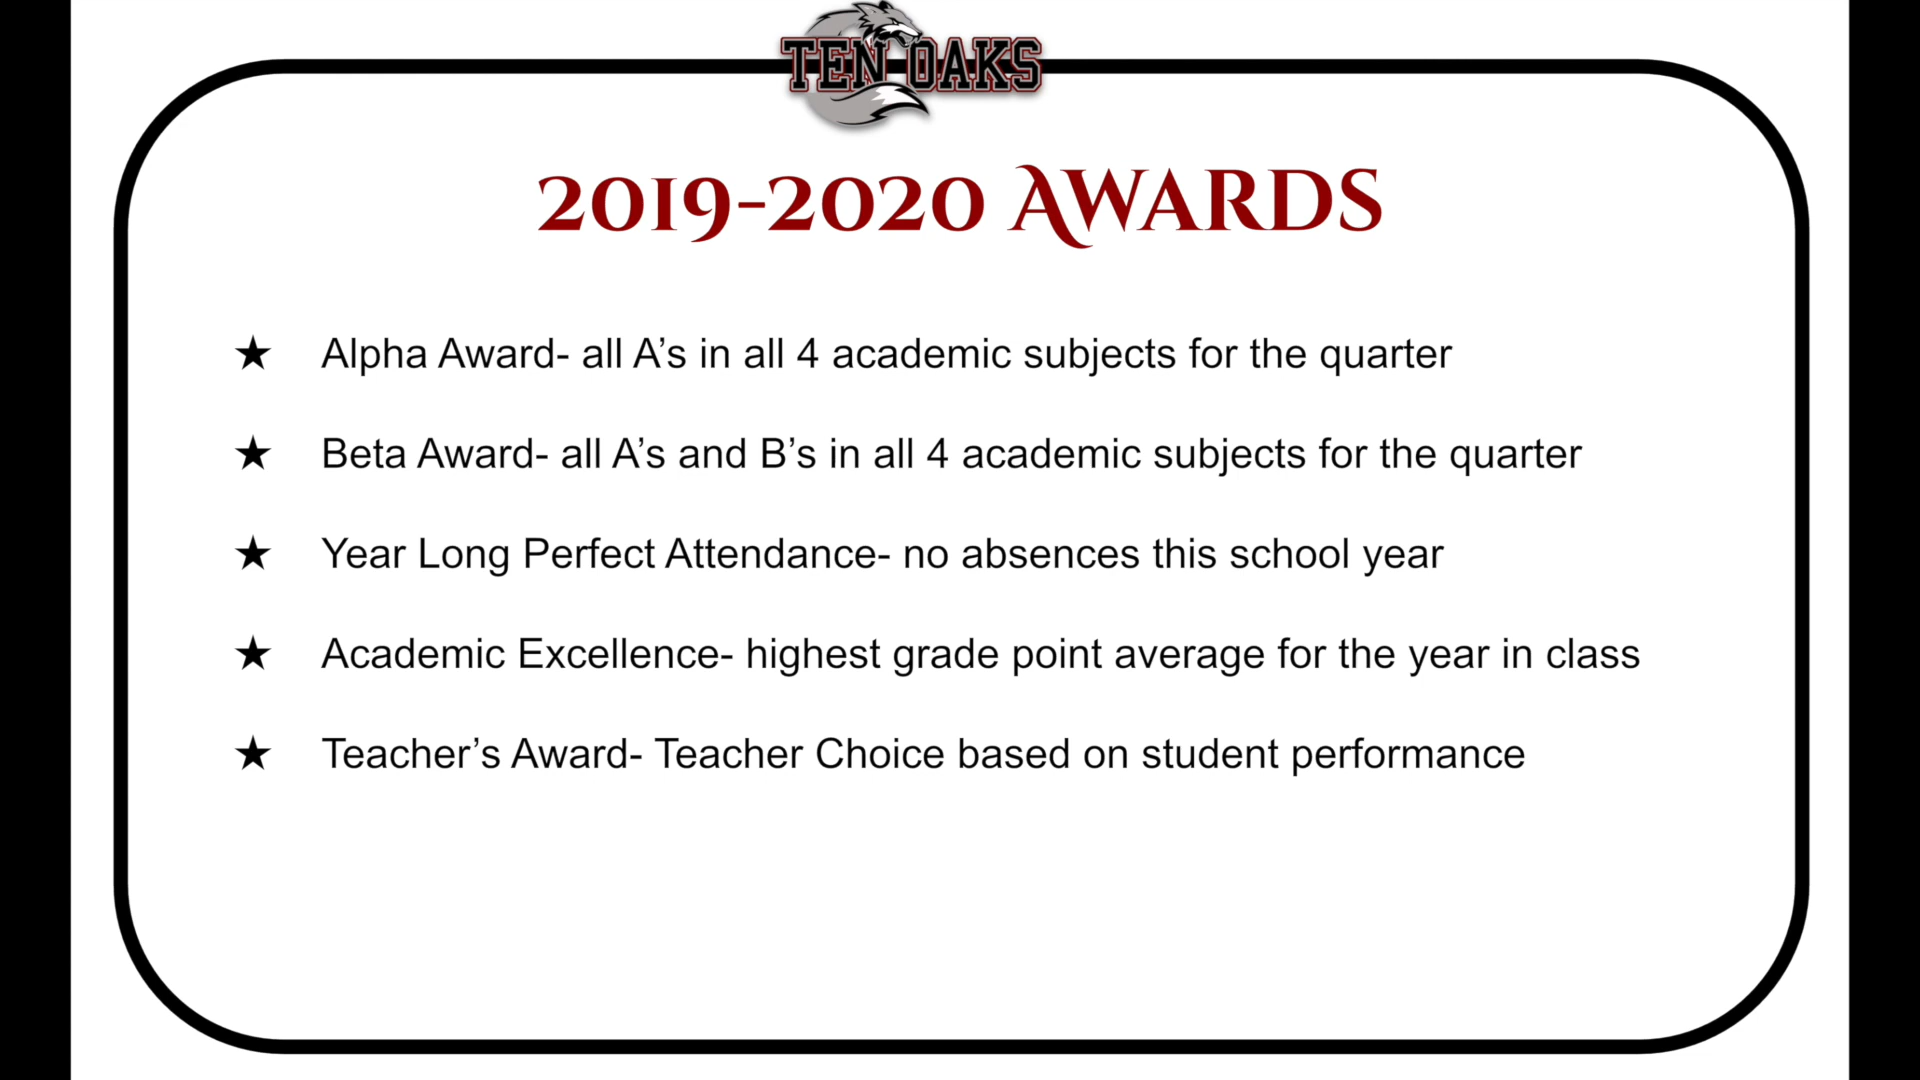 TEN OAKS
2019-2020 Awards
★ Alpha Award- all A’s in all 4 academic subjects for the quarter
★ Beta Award- all A’s and B’s in all 4 academic subjects for the quarter
★ Year Long Perfect Attendance- no absences this school year
★ Academic Excellence- highest grade point average for the year in class
★ Teacher’s Award- Teacher Choice based on student performance